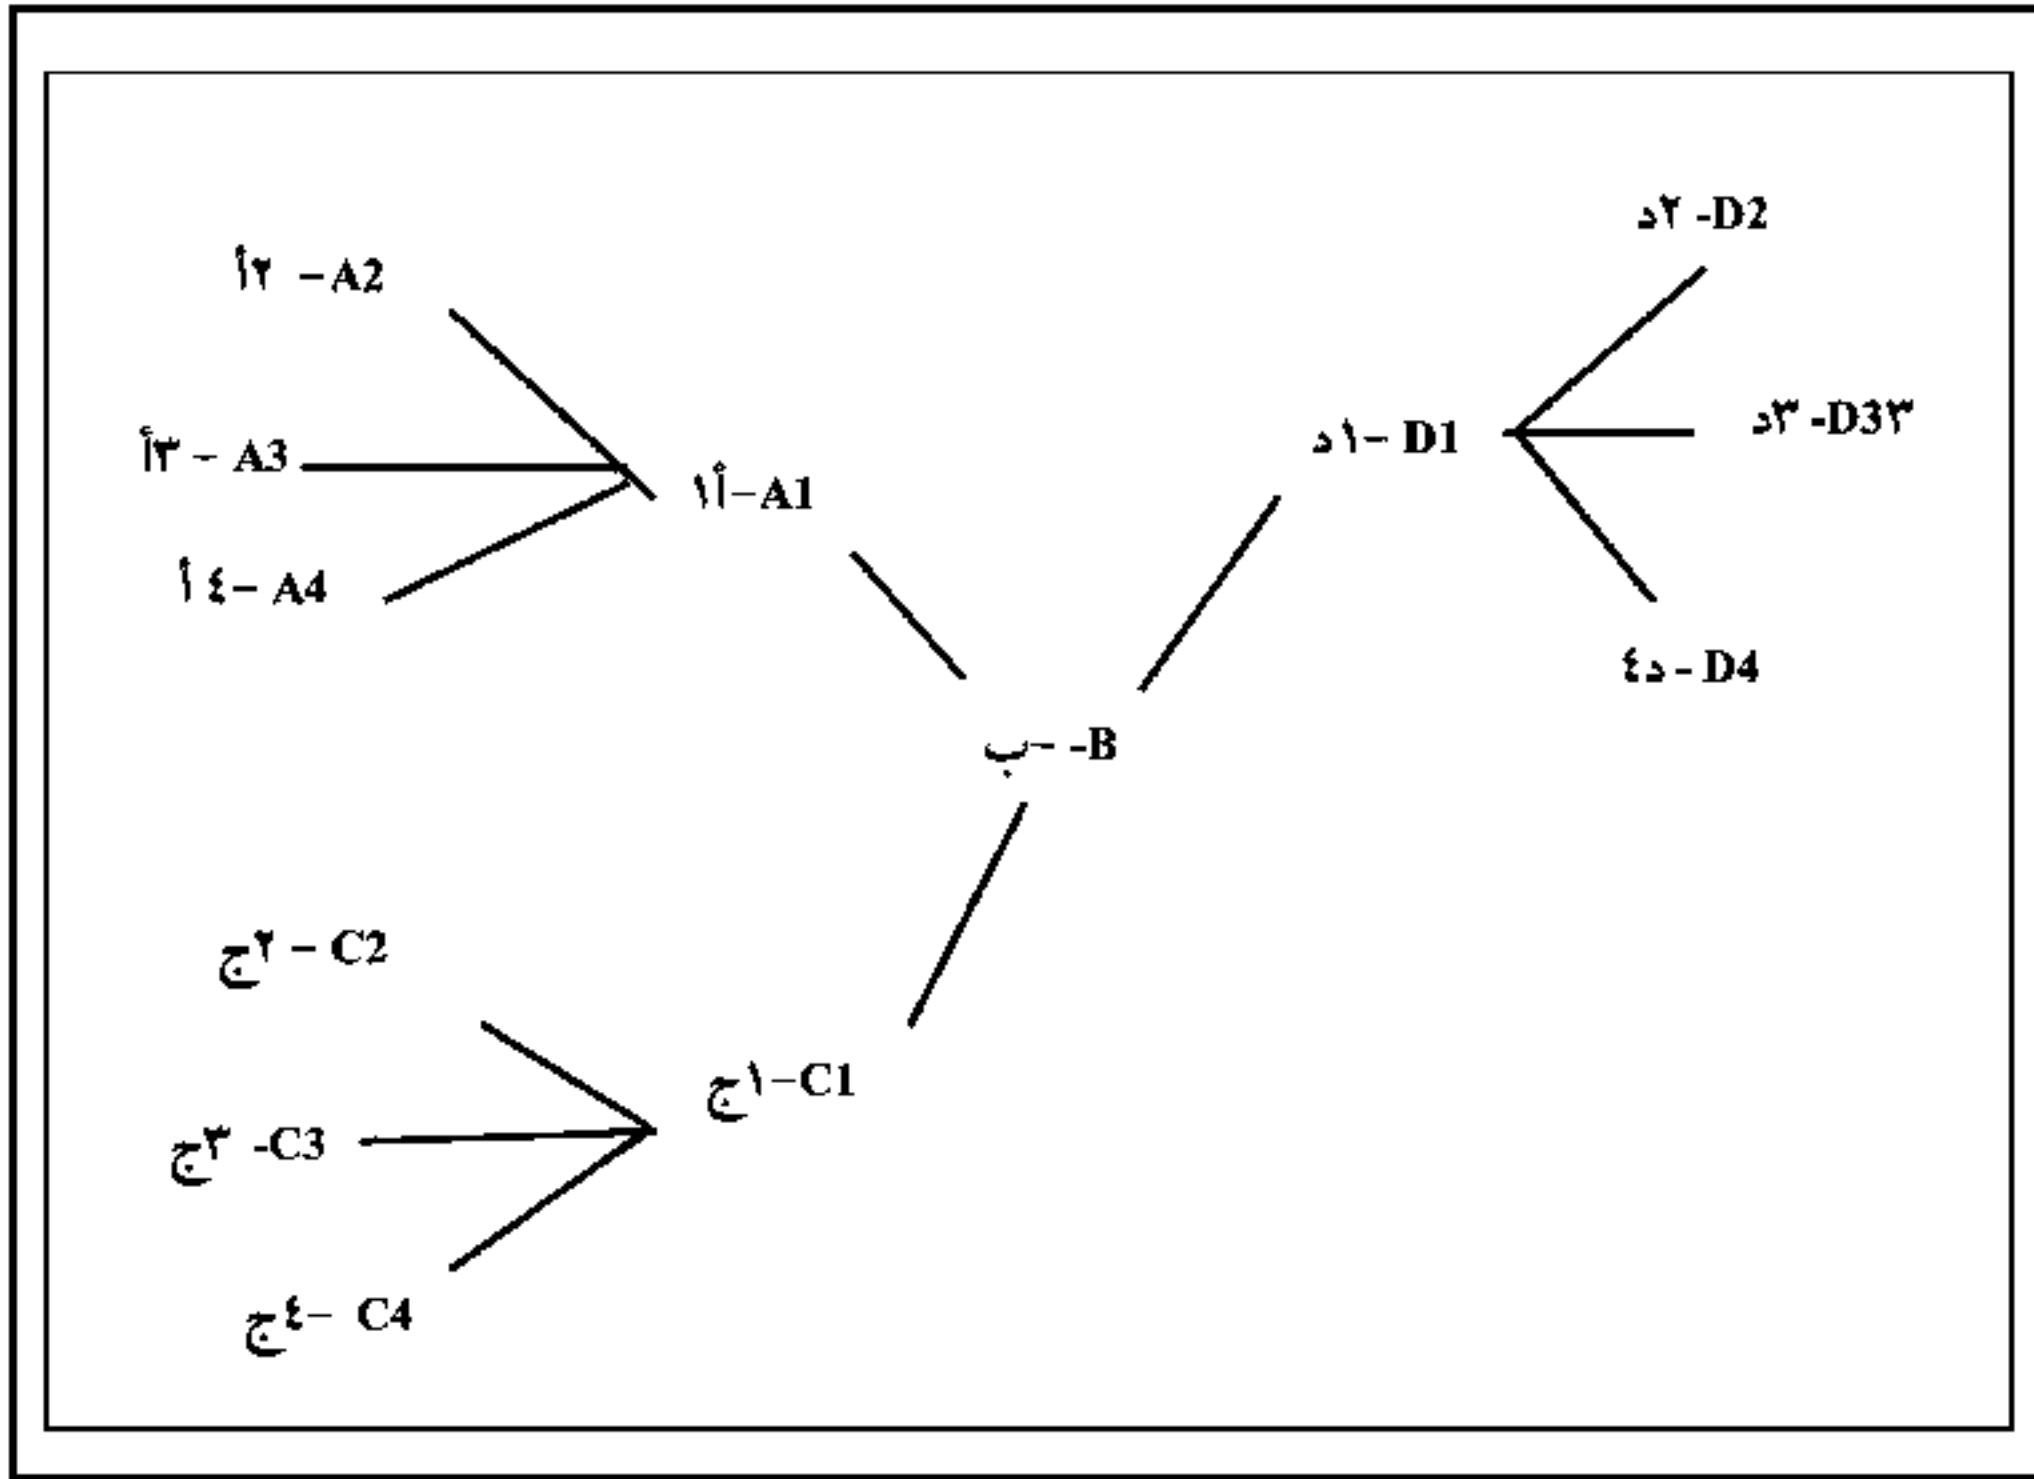 د٢ -D2
أ٢ – A2
د٣ -D3٣
د١ – D1
أ٣ – A3
أ١–A1
أ ٤– A4
د٤ - D4
ب– -B
ج٢ – C2
ج١–C1
ج٣ -C3
ج٤– C4